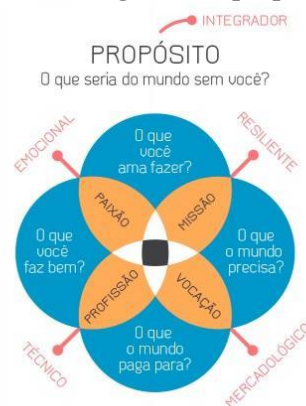 INTEGRADOR
PROPÓSITO
O que seria do mundo sem você?
EMOCIONAL
RESILIENTE
O que
você
ama fazer?
PAIXÃO
MISSÃO
O que
você
faz bem?
O que
o mundo
precisa?
PROFISSÃO
VOCAÇÃO
O que
o mundo
paga para?
TÉCNICO
MERCADOLÓGICO